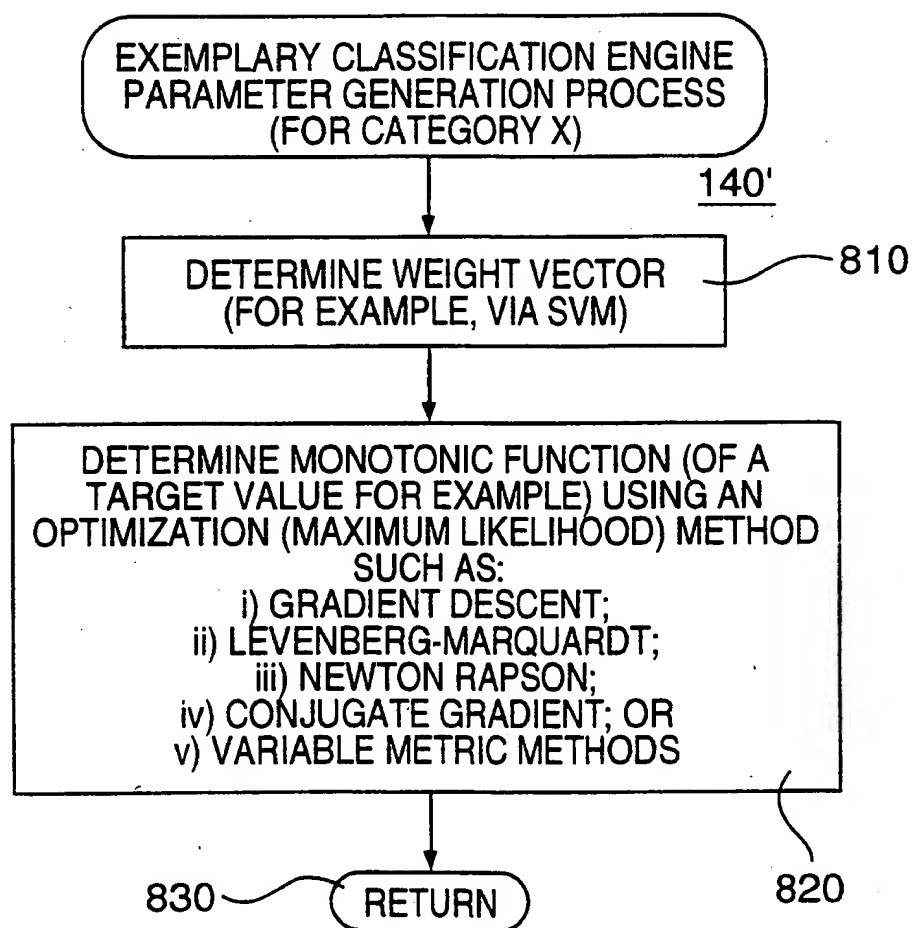 EXEMPLARY CLASSIFICATION ENGINE
PARAMETER GENERATION PROCESS
(FOR CATEGORY X)
140'
DETERMINE WEIGHT VECTOR
(FOR EXAMPLE, VIA SVM)
810
DETERMINE MONOTONIC FUNCTION (OF A
TARGET VALUE FOR EXAMPLE) USING AN
OPTIMIZATION (MAXIMUM LIKELIHOOD) METHOD
SUCH AS:
i) GRADIENT DESCENT;
ii) LEVENBERG-MARQUARDT;
iii) NEWTON RAPSON;
iv) CONJUGATE GRADIENT; OR
v) VARIABLE METRIC METHODS
820
830
RETURN